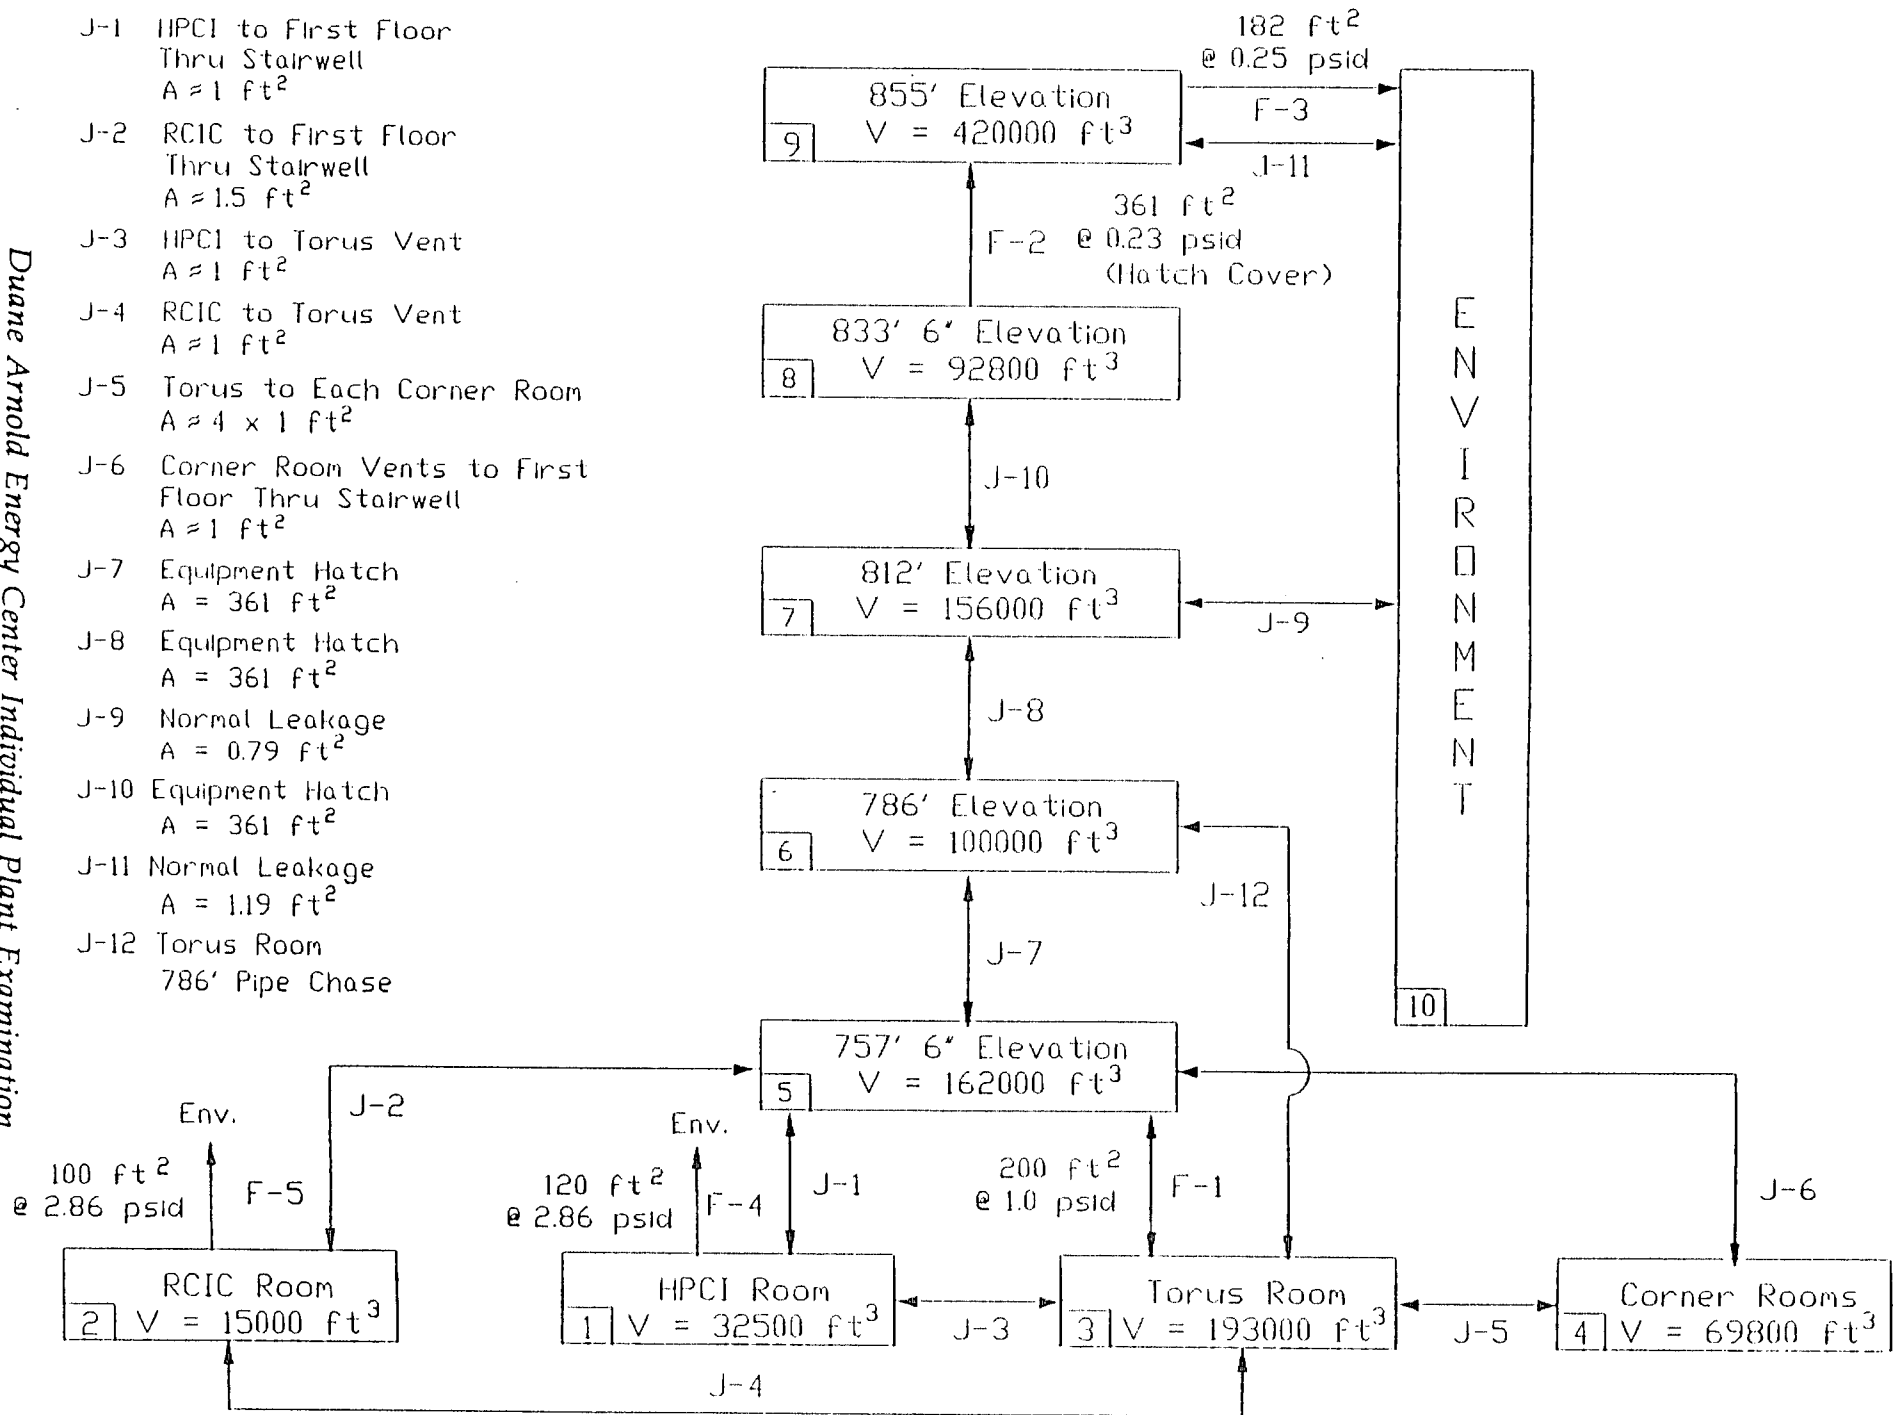 J-1 HPCI to First Floor
Thru Stairwell
A ≈ 1 ft²
J-2 RCIC to First Floor
Thru Stairwell
A ≈ 1.5 ft²
J-3 HPCI to Torus Vent
A ≈ 1 ft²
J-4 RCIC to Torus Vent
A ≈ 1 ft²
J-5 Torus to Each Corner Room
A ≈ 4 x 1 ft²
J-6 Corner Room Vents to First
Floor Thru Stairwell
A ≈ 1 ft²
J-7 Equipment Hatch
A = 361 ft²
J-8 Equipment Hatch
A = 361 ft²
J-9 Normal Leakage
A = 0.79 ft²
J-10 Equipment Hatch
A = 361 ft²
J-11 Normal Leakage
A = 1.19 ft²
J-12 Torus Room
786' Pipe Chase
Duane Arnold Energy Center Individual Plant Examination
182 ft²
@ 0.25 psid
F-3
J-11
855' Elevation
V = 420000 ft³
9
361 ft²
F-2 @ 0.23 psid
(Hatch Cover)
833' 6" Elevation
V = 92800 ft³
8
J-10
812' Elevation
V = 156000 ft³
7
J-9
J-8
786' Elevation
V = 100000 ft³
6
J-12
J-7
ENVIRONMENT
10
757' 6" Elevation
V = 162000 ft³
5
J-2
Env.
100 ft²
@ 2.86 psid
F-5
Env.
120 ft²
@ 2.86 psid
F-4
J-1
200 ft²
@ 1.0 psid
F-1
J-6
RCIC Room
2 V = 15000 ft³
HPCI Room
1 V = 32500 ft³
J-3
Torus Room
3 V = 193000 ft³
J-5
Corner Rooms
4 V = 69800 ft³
J-4